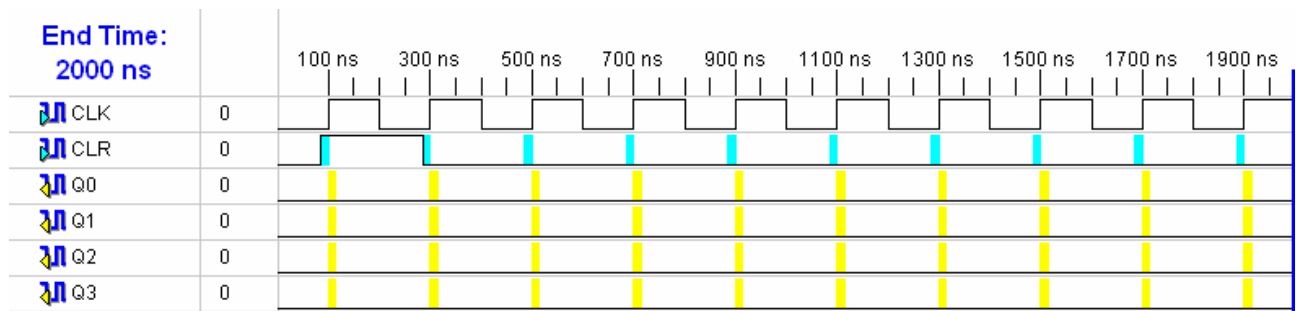 End Time:
2000 ns
100 ns 300 ns 500 ns 700 ns 900 ns 1100 ns 1300 ns 1500 ns 1700 ns 1900 ns
CLK 0
CLR 0
Q0 0
Q1 0
Q2 0
Q3 0